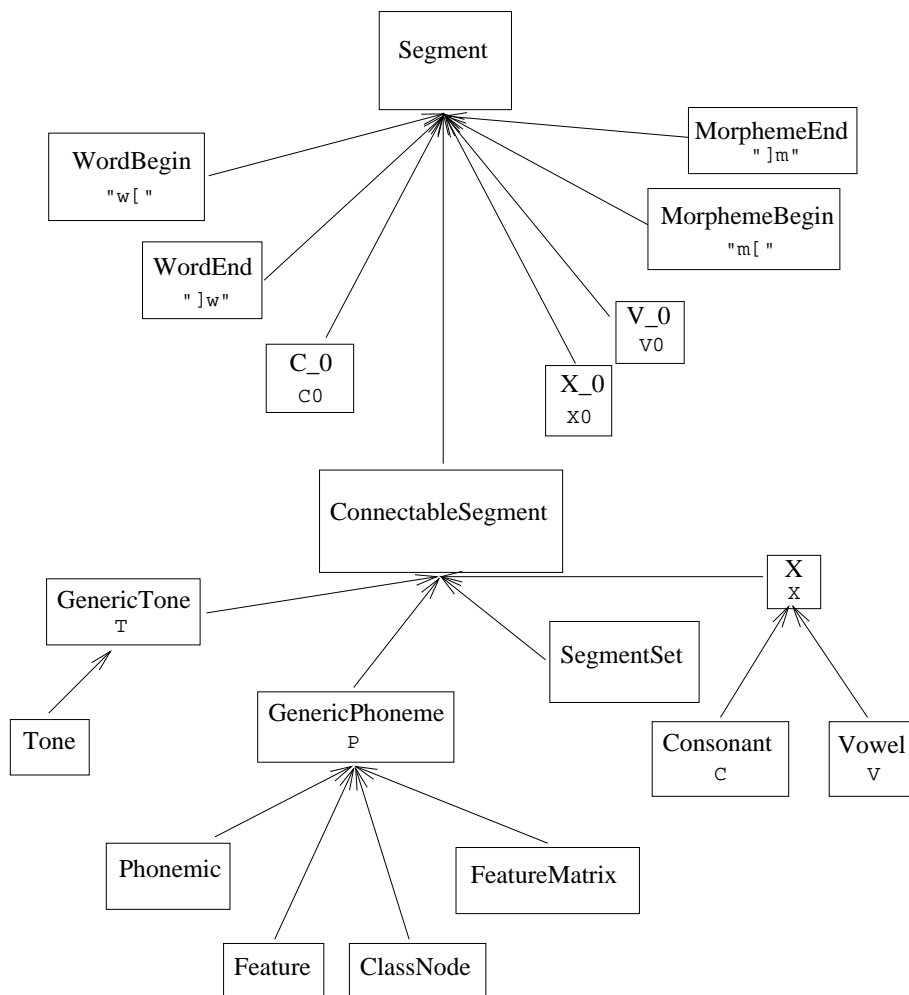 Segment
MorphemeEnd
"]m"
WordBegin
"w["
MorphemeBegin
"m["
WordEnd
"]w"
V_0
V0
C_0
C0
X_0
X0
ConnectableSegment
X
X
GenericTone
T
SegmentSet
GenericPhoneme
P
Tone
Consonant
C
Vowel
V
Phonemic
FeatureMatrix
Feature
ClassNode